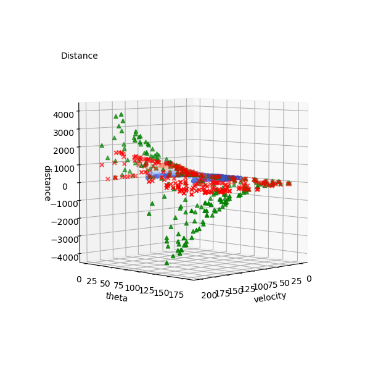 Distance
4000
3000
2000
1000
0
−1000
−2000
−3000
−4000
distance
0 25 50 75 100 125 150 175
theta
200 175 150 125 100 75 50 25 0
velocity